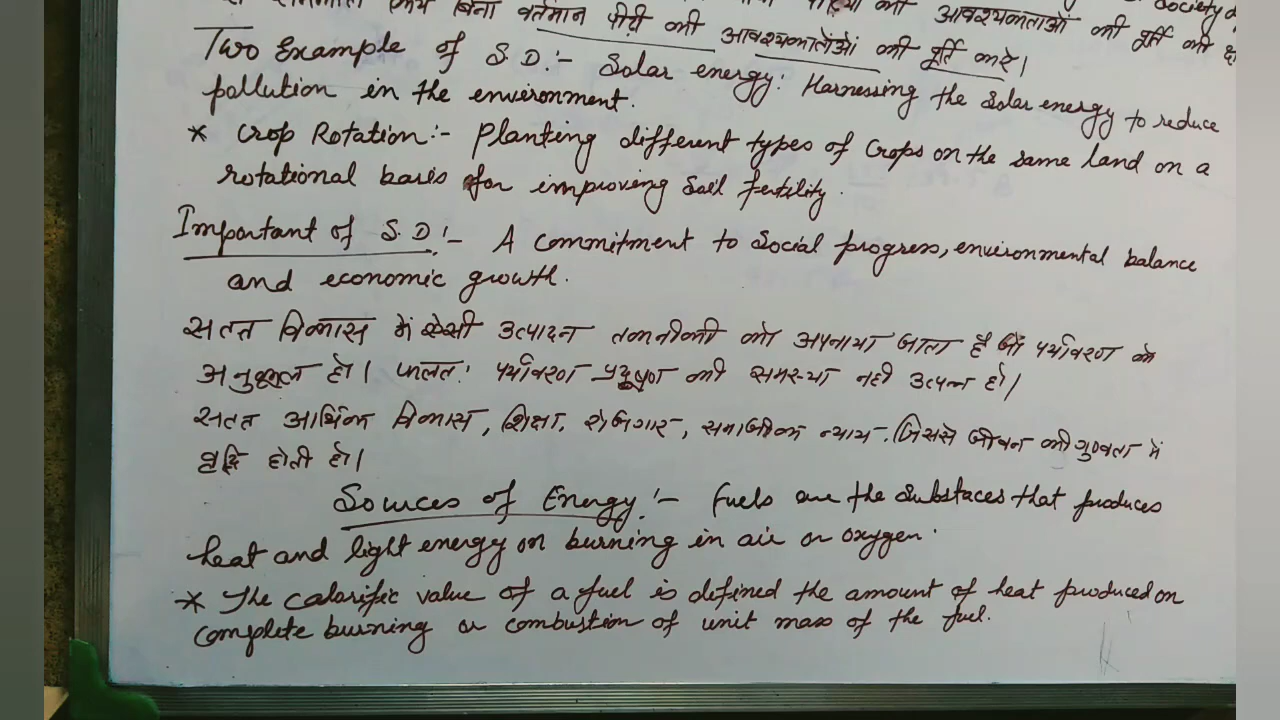 बिना वर्तमान पीढ़ी की आवश्यकताओं की पूर्ति करे।
आवश्यकताओं की पूर्ति की
Society
Two Example of S.D:- Solar energy: Harnessing the Solar energy to reduce
pollution in the environment.
* Crop Rotation:- Planting different types of Crops on the same land on a
rotational basis for improving Soil fertility.
Important of S.D:- A commitment to Social progress, environmental balance
and economic growth.
सतत विकास में ऐसी उत्पादन तकनीकी को अपनाया जाता है जो पर्यावरण के
अनुकूल हो। फलत: पर्यावरण प्रदूषण की समस्या नही उत्पन्न हो।
सतत आर्थिक विकास, शिक्षा, रोजगार, समाजीक न्याय. जिससे जीवन की गुणवता में
वृद्धि होती हो।
Sources of Energy:- Fuels are the Substaces that produces
heat and light energy on burning in air or oxygen.
* The calorific value of a fuel is defined the amount of heat produced on
complete burning or combustion of unit mass of the fuel.